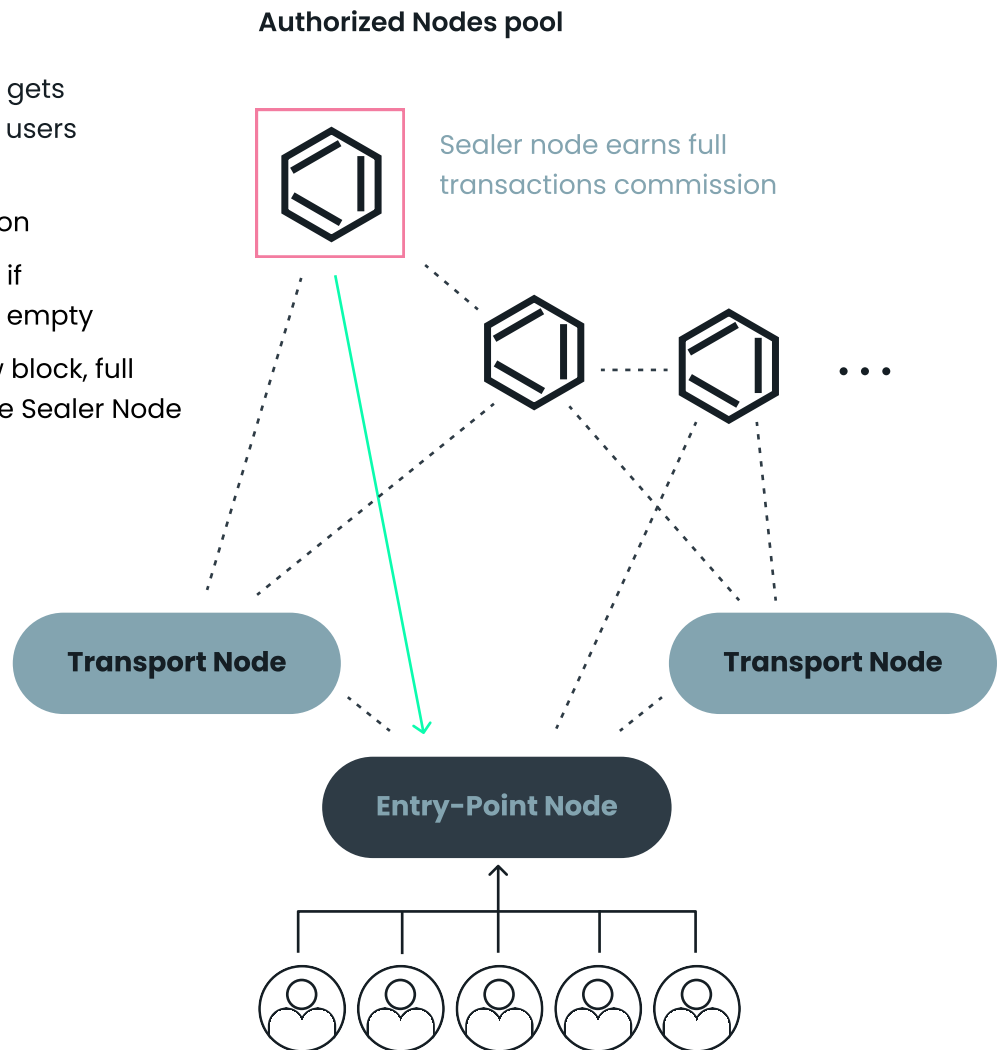 Authorized Nodes pool
gets
users
on
if
empty
block, full
Sealer Node
Sealer node earns full
transactions commission
Transport Node
Transport Node
Entry-Point Node